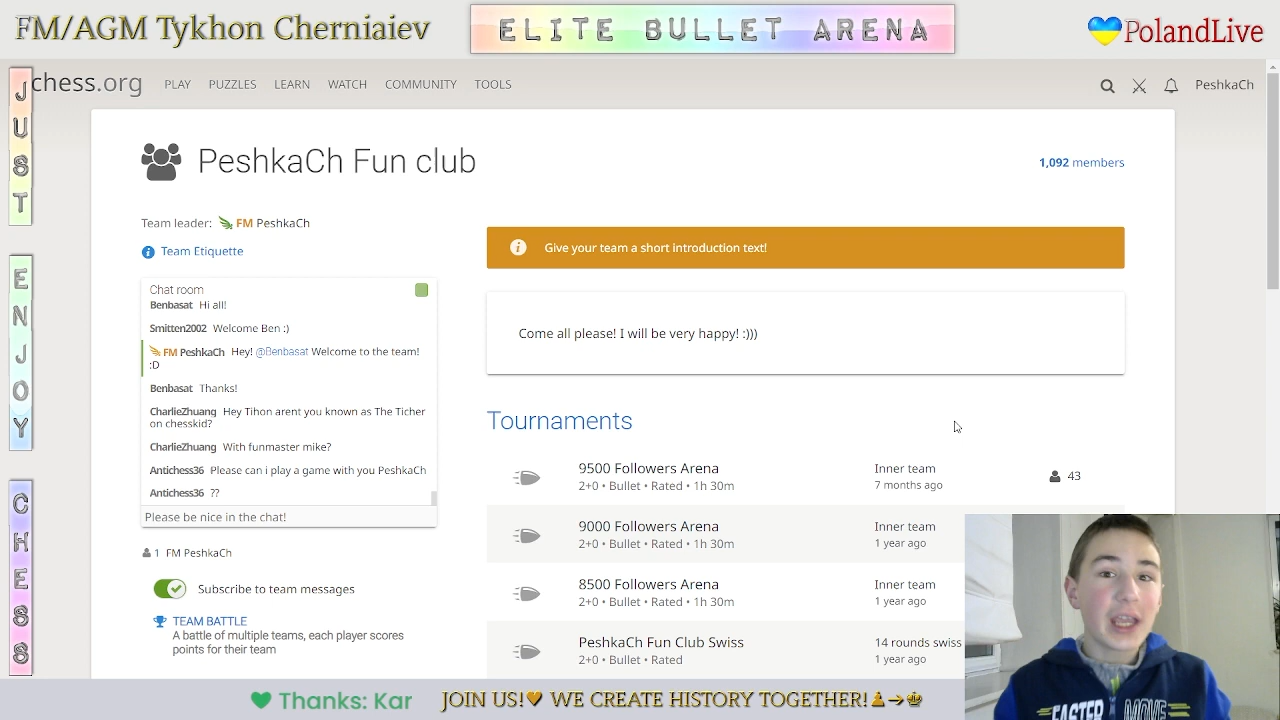 FM/AGM Tykhon Cherniaiev
ELITE BULLET ARENA
PolandLive
chess.org
PLAY PUZZLES LEARN WATCH COMMUNITY TOOLS
PeshkaCh
JUST
ENJOY
CHESS
PeshkaCh Fun club
1,092 members
Team leader: FM PeshkaCh
Team Etiquette
Give your team a short introduction text!
Chat room
Benbasat Hi all!
Smitten2002 Welcome Ben :)
FM PeshkaCh Hey! @Benbasat Welcome to the team!
:D
Benbasat Thanks!
CharlieZhuang Hey Tihon arent you known as The Ticher
on chesskid?
CharlieZhuang With funmaster mike?
Antichess36 Please can i play a game with you PeshkaCh
Antichess36 ??
Please be nice in the chat!
1 FM PeshkaCh
Subscribe to team messages
TEAM BATTLE
A battle of multiple teams, each player scores
points for their team
Come all please! I will be very happy! :)))
Tournaments
9500 Followers Arena
2+0 • Bullet • Rated • 1h 30m
Inner team
7 months ago
43
9000 Followers Arena
2+0 • Bullet • Rated • 1h 30m
Inner team
1 year ago
8500 Followers Arena
2+0 • Bullet • Rated • 1h 30m
Inner team
1 year ago
PeshkaCh Fun Club Swiss
2+0 • Bullet • Rated
14 rounds swiss
1 year ago
FASTER MOVE
Thanks: Kar
JOIN US! WE CREATE HISTORY TOGETHER!